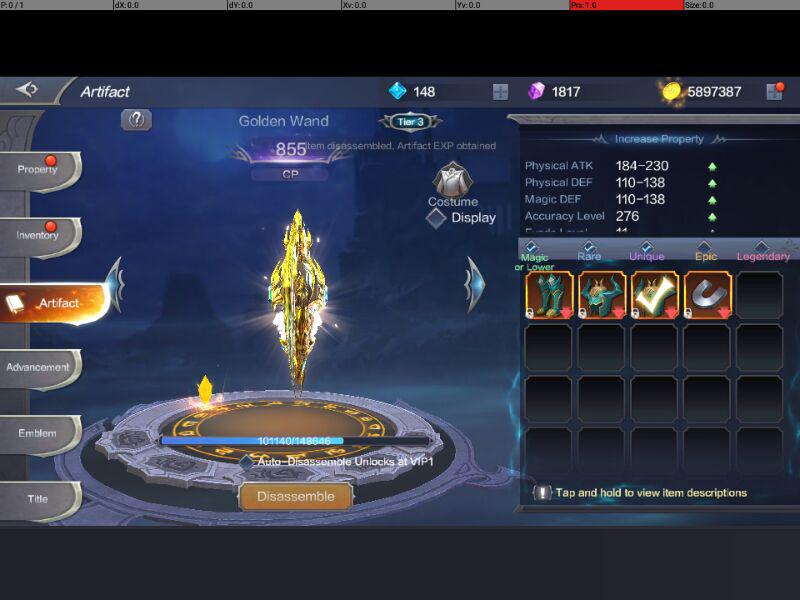 P: 0 / 1
dX: 0.0
dY: 0.0
Xv: 0.0
Yv: 0.0
Prs: 1.0
Size: 0.0
Artifact
148
1817
5897387
Golden Wand
Tier 3
855
Item disassembled, Artifact EXP obtained
CP
Costume
Display
Property
Inventory
Artifact
Advancement
Emblem
Title
101140/148646
Auto-Disassemble Unlocks at VIP1
Disassemble
Increase Property
Physical ATK 184-230
Physical DEF 110-138
Magic DEF 110-138
Accuracy Level 276
Magic or Lower
Rare
Unique
Epic
Legendary
Tap and hold to view item descriptions